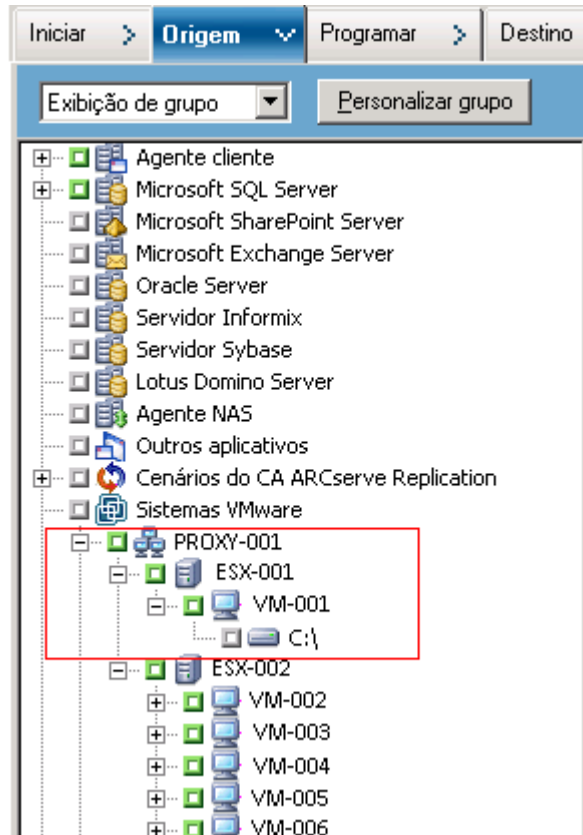 Iniciar > Origem Programar > Destino
Exibição de grupo Personalizar grupo
Agente cliente
Microsoft SQL Server
Microsoft SharePoint Server
Microsoft Exchange Server
Oracle Server
Servidor Informix
Servidor Sybase
Lotus Domino Server
Agente NAS
Outros aplicativos
Cenários do CA ARCserve Replication
Sistemas VMware
PROXY-001
ESX-001
VM-001
C:\
ESX-002
VM-002
VM-003
VM-004
VM-005
VM-006